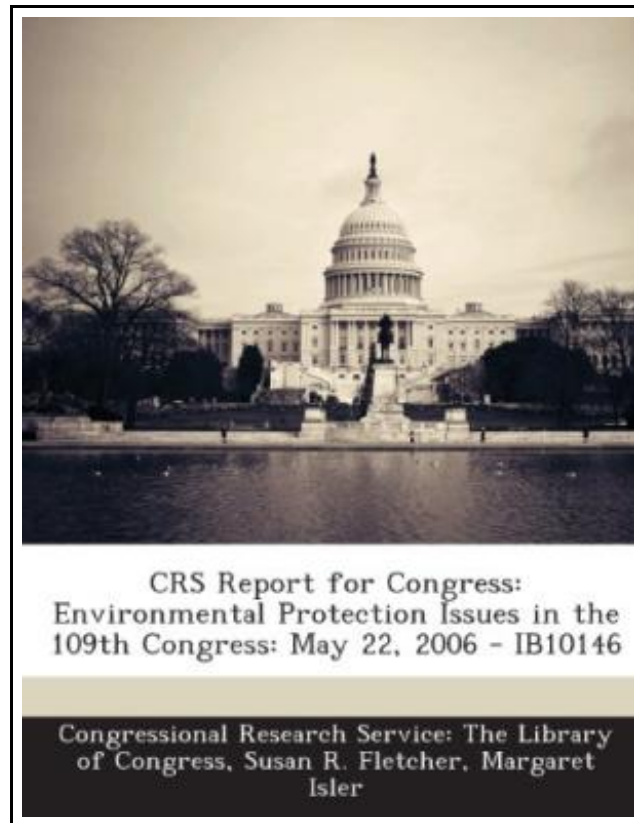 CRS Report for Congress:
Environmental Protection Issues in the
109th Congress: May 22, 2006 - IB10146
Congressional Research Service: The Library
of Congress, Susan R. Fletcher, Margaret
Isler